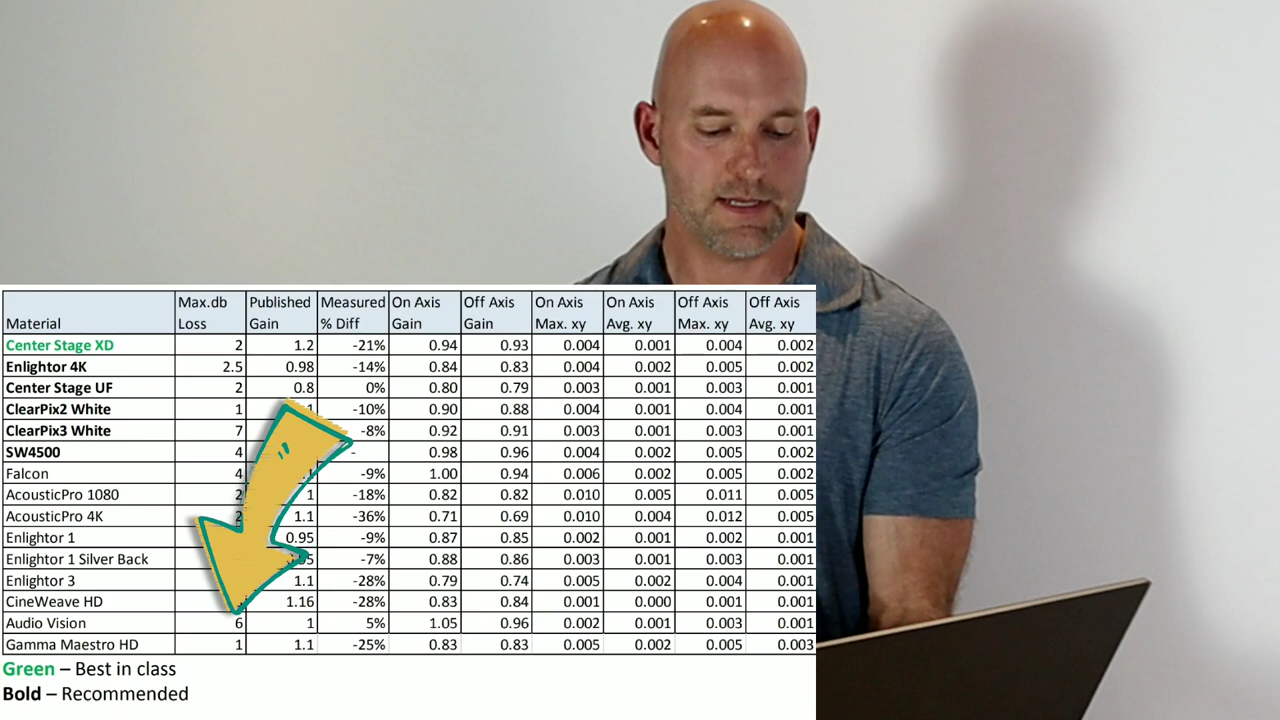 Max.db Published Measured On Axis Off Axis On Axis On Axis Off Axis Off Axis
Material Loss Gain % Diff Gain Gain Max. xy Avg. xy Max. xy Avg. xy
Center Stage XD 2 1.2 -21% 0.94 0.93 0.004 0.001 0.004 0.002
Enlightor 4K 2.5 0.98 -14% 0.84 0.83 0.004 0.002 0.005 0.002
Center Stage UF 2 0.8 0% 0.80 0.79 0.003 0.001 0.003 0.001
ClearPix2 White 1 -10% 0.90 0.88 0.004 0.001 0.004 0.001
ClearPix3 White 7 -8% 0.92 0.91 0.003 0.001 0.003 0.001
SW4500 4 - 0.98 0.96 0.004 0.002 0.005 0.002
Falcon 4 -9% 1.00 0.94 0.006 0.002 0.005 0.002
AcousticPro 1080 2 1 -18% 0.82 0.82 0.010 0.005 0.011 0.005
AcousticPro 4K 1.1 -36% 0.71 0.69 0.010 0.004 0.012 0.005
Enlightor 1 0.95 -9% 0.87 0.85 0.002 0.001 0.002 0.001
Enlightor 1 Silver Back -7% 0.88 0.86 0.003 0.001 0.003 0.001
Enlightor 3 1.1 -28% 0.79 0.74 0.005 0.002 0.004 0.001
CineWeave HD 1.16 -28% 0.83 0.84 0.001 0.000 0.001 0.001
Audio Vision 6 1 5% 1.05 0.96 0.002 0.001 0.003 0.001
Gamma Maestro HD 1 1.1 -25% 0.83 0.83 0.005 0.002 0.005 0.003
Green – Best in class
Bold – Recommended